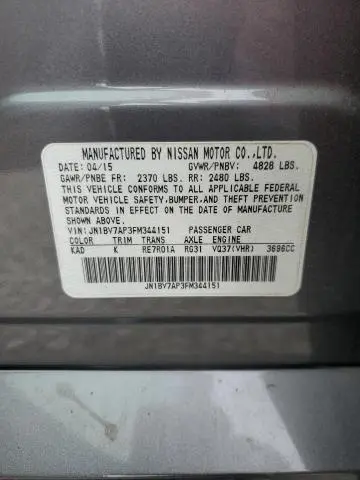 MANUFACTURED BY NISSAN MOTOR CO.,LTD.
DATE: 04/15 GVWR/PNBV: 4828 LBS.
GAWR/PNBE FR: 2370 LBS. RR: 2480 LBS.
THIS VEHICLE CONFORMS TO ALL APPLICABLE FEDERAL
MOTOR VEHICLE SAFETY,BUMPER,AND THEFT PREVENTION
STANDARDS IN EFFECT ON THE DATE OF MANUFACTURE
SHOWN ABOVE.
VIN: JN1BV7AP3FM344151 PASSENGER CAR
COLOR TRIM TRANS AXLE ENGINE
KAD K RE7R01A RG31 VQ37(VHR) 3696CC
JN1BV7AP3FM344151